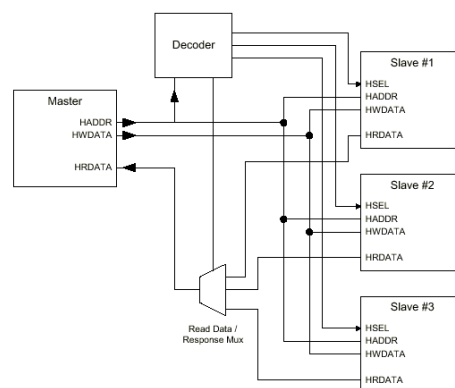 Decoder
Master
HADDR
HWDATA
HRDATA
Slave #1
HSEL
HADDR
HWDATA
HRDATA
Slave #2
HSEL
HADDR
HWDATA
HRDATA
Slave #3
HSEL
HADDR
HWDATA
HRDATA
Read Data /
Response Mux